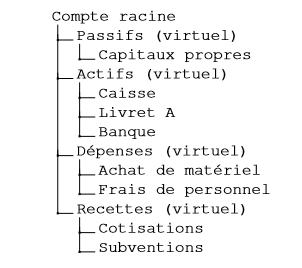 Compte racine
Passifs (virtuel)
Capitaux propres
Actifs (virtuel)
Caisse
Livret A
Banque
Dépenses (virtuel)
Achat de matériel
Frais de personnel
Recettes (virtuel)
Cotisations
Subventions